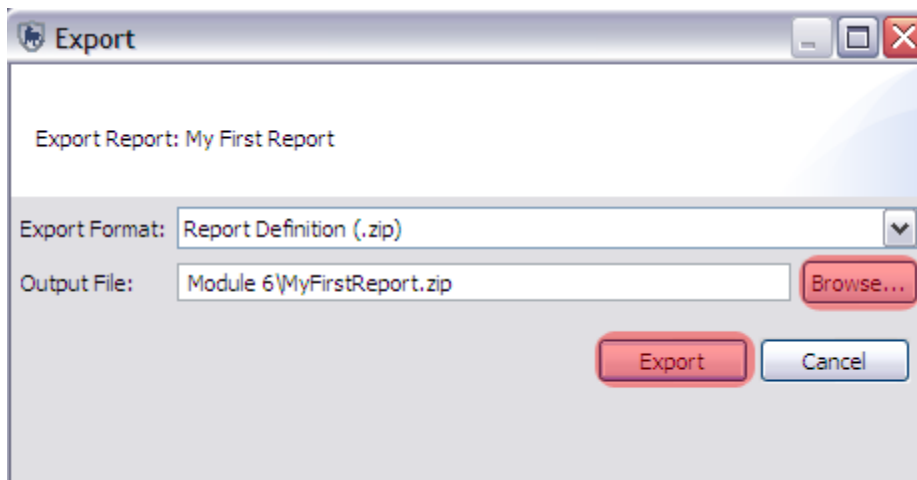 Export
Export Report: My First Report
Export Format: Report Definition (.zip)
Output File: Module 6\MyFirstReport.zip Browse...
Export Cancel